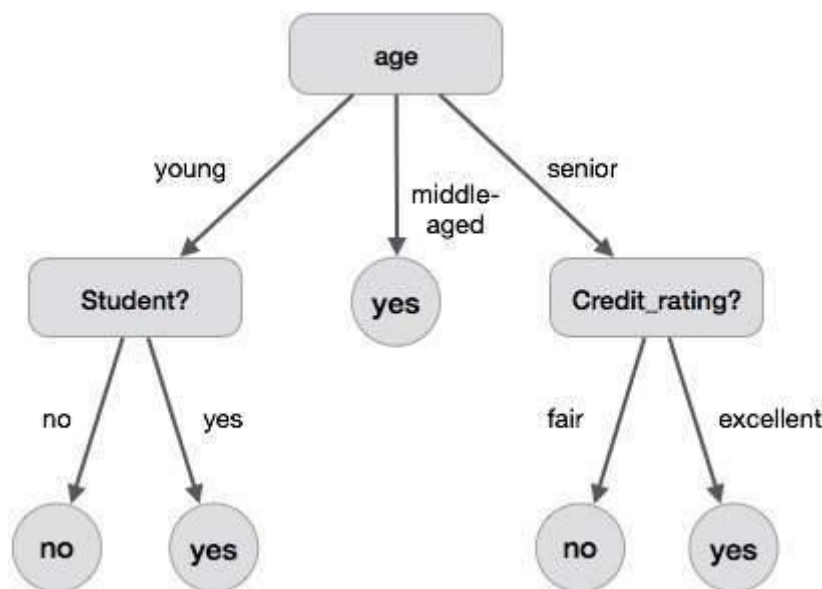 age
young
middle-
aged
senior
Student?
yes
Credit_rating?
no
yes
fair
excellent
no
yes
no
yes